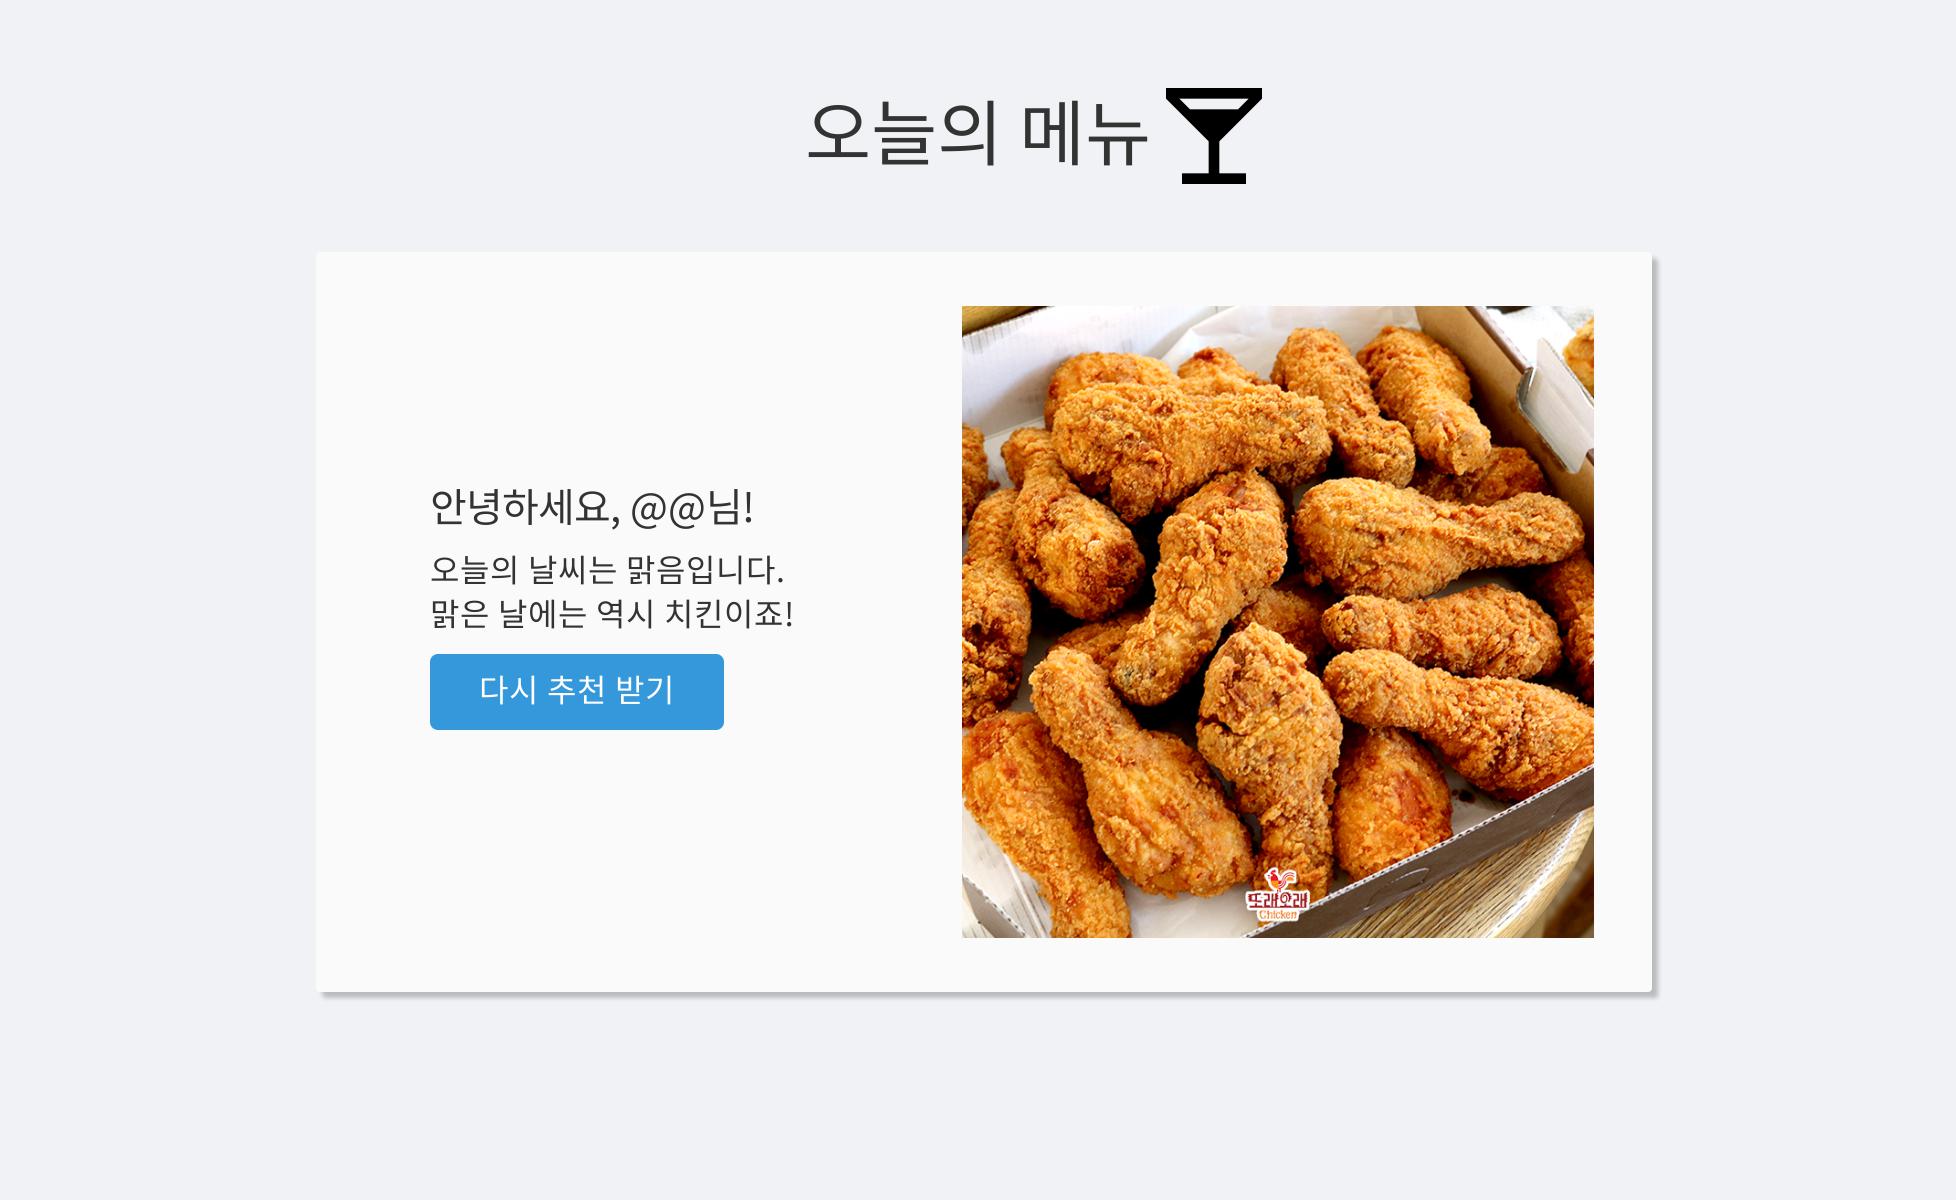 오늘의 메뉴
안녕하세요, @@님!
오늘의 날씨는 맑음입니다.
맑은 날에는 역시 치킨이죠!
다시 추천 받기
또래오래
Chicken